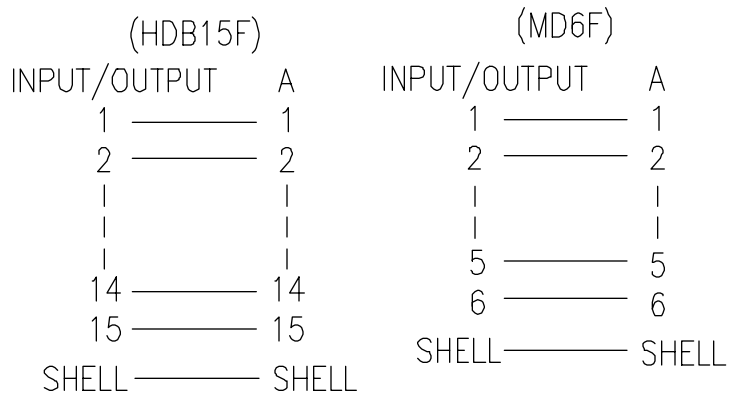 (HDB15F)
INPUT/OUTPUT A
1 1
2 2
14 14
15 15
SHELL SHELL
(MD6F)
INPUT/OUTPUT A
1 1
2 2
5 5
6 6
SHELL SHELL